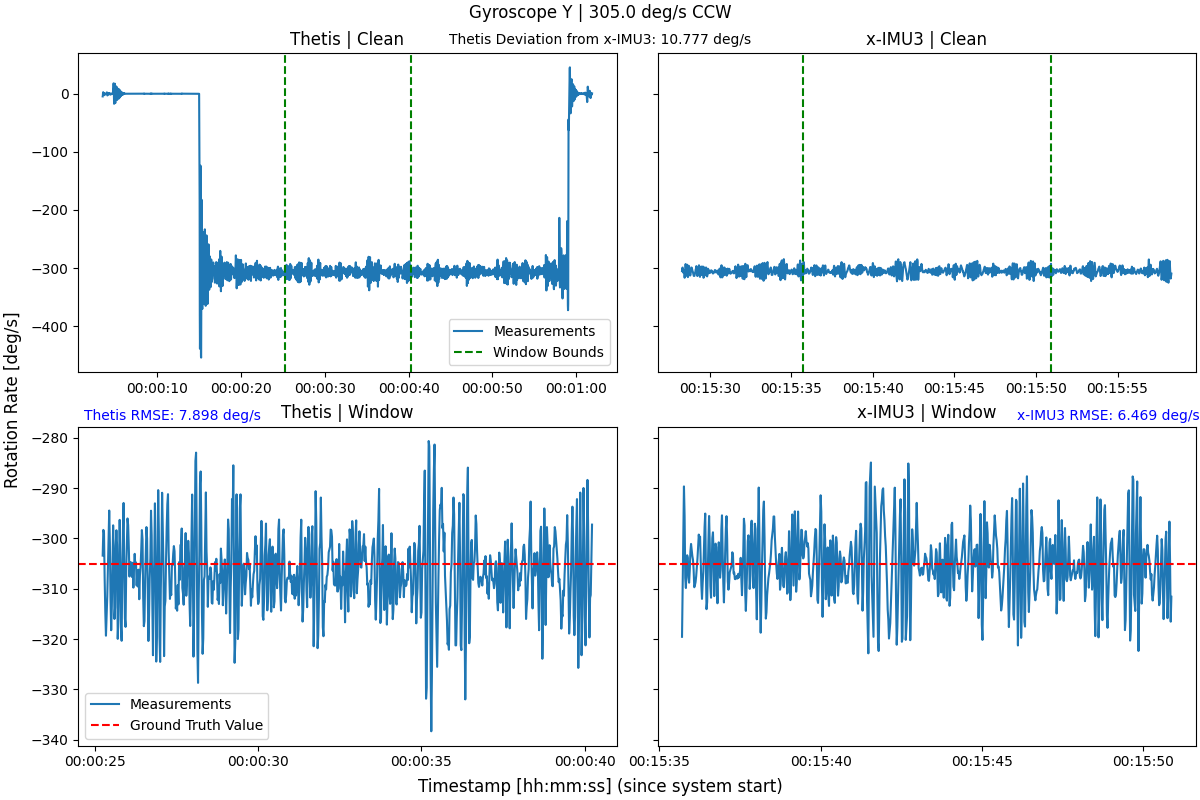 Gyroscope Y | 305.0 deg/s CCW
Thetis | Clean
Thetis Deviation from x-IMU3: 10.777 deg/s
x-IMU3 | Clean
0
−100
−200
−300
−400
Measurements
Window Bounds
00:00:10 00:00:20 00:00:30 00:00:40 00:00:50 00:01:00
00:15:30 00:15:35 00:15:40 00:15:45 00:15:50 00:15:55
Rotation Rate [deg/s]
Thetis RMSE: 7.898 deg/s
Thetis | Window
x-IMU3 | Window
x-IMU3 RMSE: 6.469 deg/s
−280
−290
−300
−310
−320
−330
−340
Measurements
Ground Truth Value
00:00:25 00:00:30 00:00:35 00:00:40
00:15:35 00:15:40 00:15:45 00:15:50
Timestamp [hh:mm:ss] (since system start)